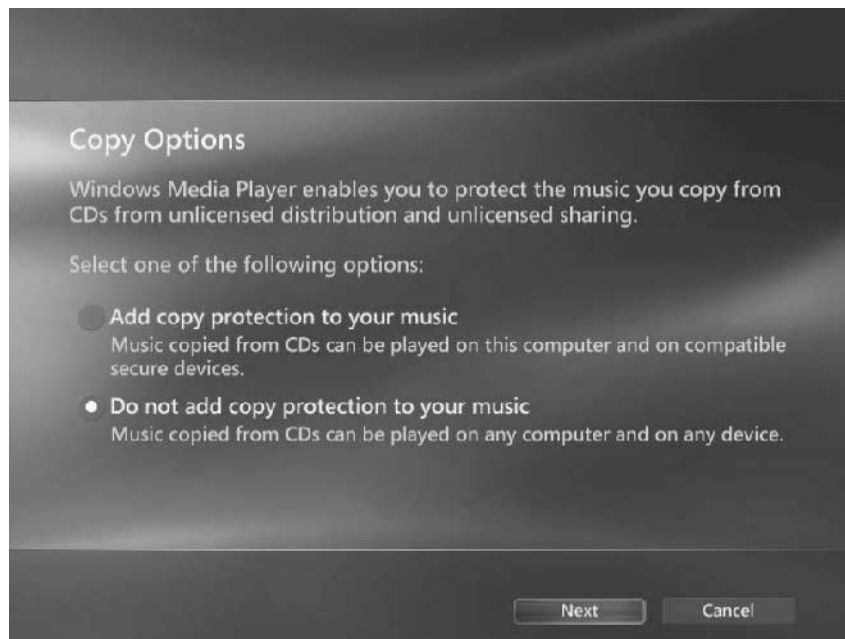 Copy Options
Windows Media Player enables you to protect the music you copy from
CDs from unlicensed distribution and unlicensed sharing.
Select one of the following options:
Add copy protection to your music
Music copied from CDs can be played on this computer and on compatible
secure devices.
Do not add copy protection to your music
Music copied from CDs can be played on any computer and on any device.
Next Cancel